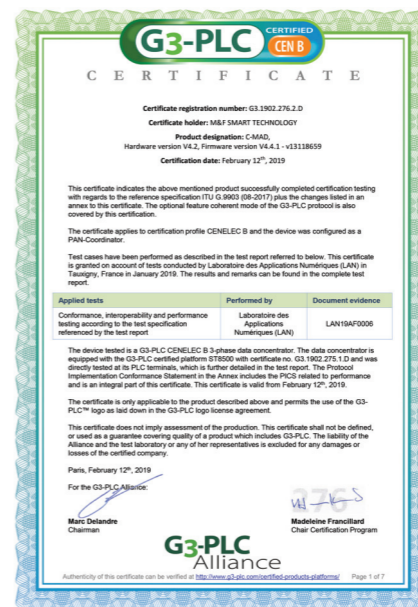 G3-PLC CERTIFIED CEN B
C E R T I F I C A T E
Certificate registration number: G3.1902.276.2.D
Certificate holder: M&F SMART TECHNOLOGY
Product designation: C-MAD,
Hardware version V4.2, Firmware version V4.4.1 - v13118659
Certification date: February 12th, 2019
This certificate indicates the above mentioned product successfully completed certification testing
with regards to the reference specification ITU G.9903 (08-2017) plus the changes listed in an
annex to this certificate. The optional feature coherent mode of the G3-PLC protocol is also
covered by this certification.
The certificate applies to certification profile CENELEC B and the device was configured as a
PAN-Coordinator.
Test cases have been performed as described in the test report referred to below. This certificate
is granted on account of tests conducted by Laboratoire des Applications Numériques (LAN) in
Tauxigny, France in January 2019. The results and remarks can be found in the complete test
report.
Applied tests Performed by Document evidence
Conformance, interoperability and performance
testing according to the test specification
referenced by the test report
Laboratoire des
Applications
Numériques (LAN)
LAN19AF0006
The device tested is a G3-PLC CENELEC B 3-phase data concentrator. The data concentrator is
equipped with the G3-PLC certified platform ST8500 with certificate no. G3.1902.275.1.D and was
directly tested at its PLC terminals, which is further detailed in the test report. The Protocol
Implementation Conformance Statement in the Annex includes the PICS related to performance
and is an integral part of this certificate. This certificate is valid from February 12th, 2019.
The certificate is only applicable to the product described above and permits the use of the G3-
PLC™ logo as laid down in the G3-PLC logo license agreement.
This certificate does not imply assessment of the production. This certificate shall not be defined,
or used as a guarantee covering quality of a product which includes G3-PLC. The liability of the
Alliance and the test laboratory or any of her representatives is excluded for any damages or
losses of the certified company.
Paris, February 12th, 2019
For the G3-PLC Alliance:
276
Marc Delandre
Chairman
Madeleine Francillard
Chair Certification Program
G3-PLC
Alliance
Authenticity of this certificate can be verified at http://www.g3-plc.com/certified-products-platforms/ Page 1 of 7